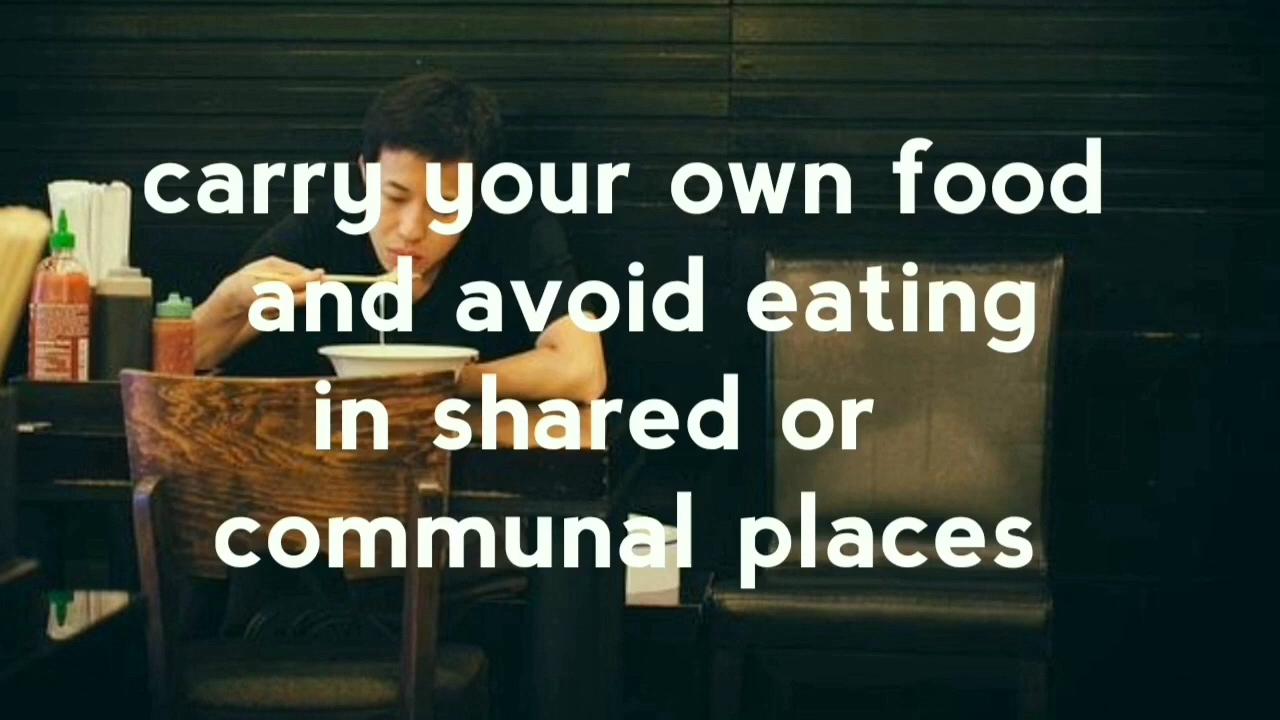 carry your own food
and avoid eating
in shared or
communal places